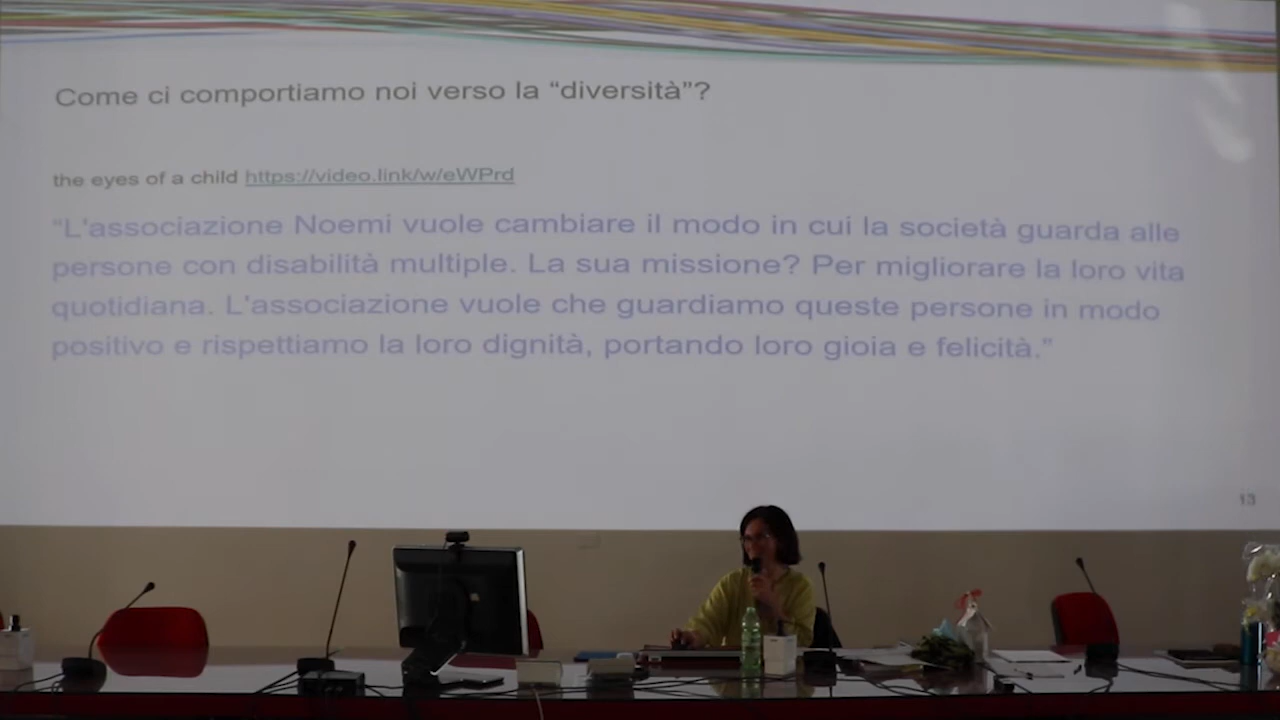 Come ci comportiamo noi verso la “diversità”?
the eyes of a child https://video.link/w/eWPrd
“L'associazione Noemi vuole cambiare il modo in cui la società guarda alle
persone con disabilità multiple. La sua missione? Per migliorare la loro vita
quotidiana. L'associazione vuole che guardiamo queste persone in modo
positivo e rispettiamo la loro dignità, portando loro gioia e felicità.”
13